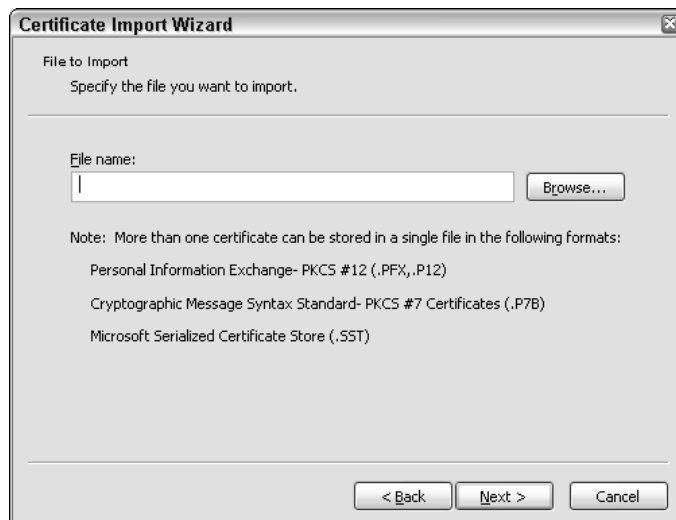 Certificate Import Wizard
File to Import
Specify the file you want to import.
File name:
Browse...
Note: More than one certificate can be stored in a single file in the following formats:
Personal Information Exchange- PKCS #12 (.PFX,.P12)
Cryptographic Message Syntax Standard- PKCS #7 Certificates (.P7B)
Microsoft Serialized Certificate Store (.SST)
< Back Next > Cancel